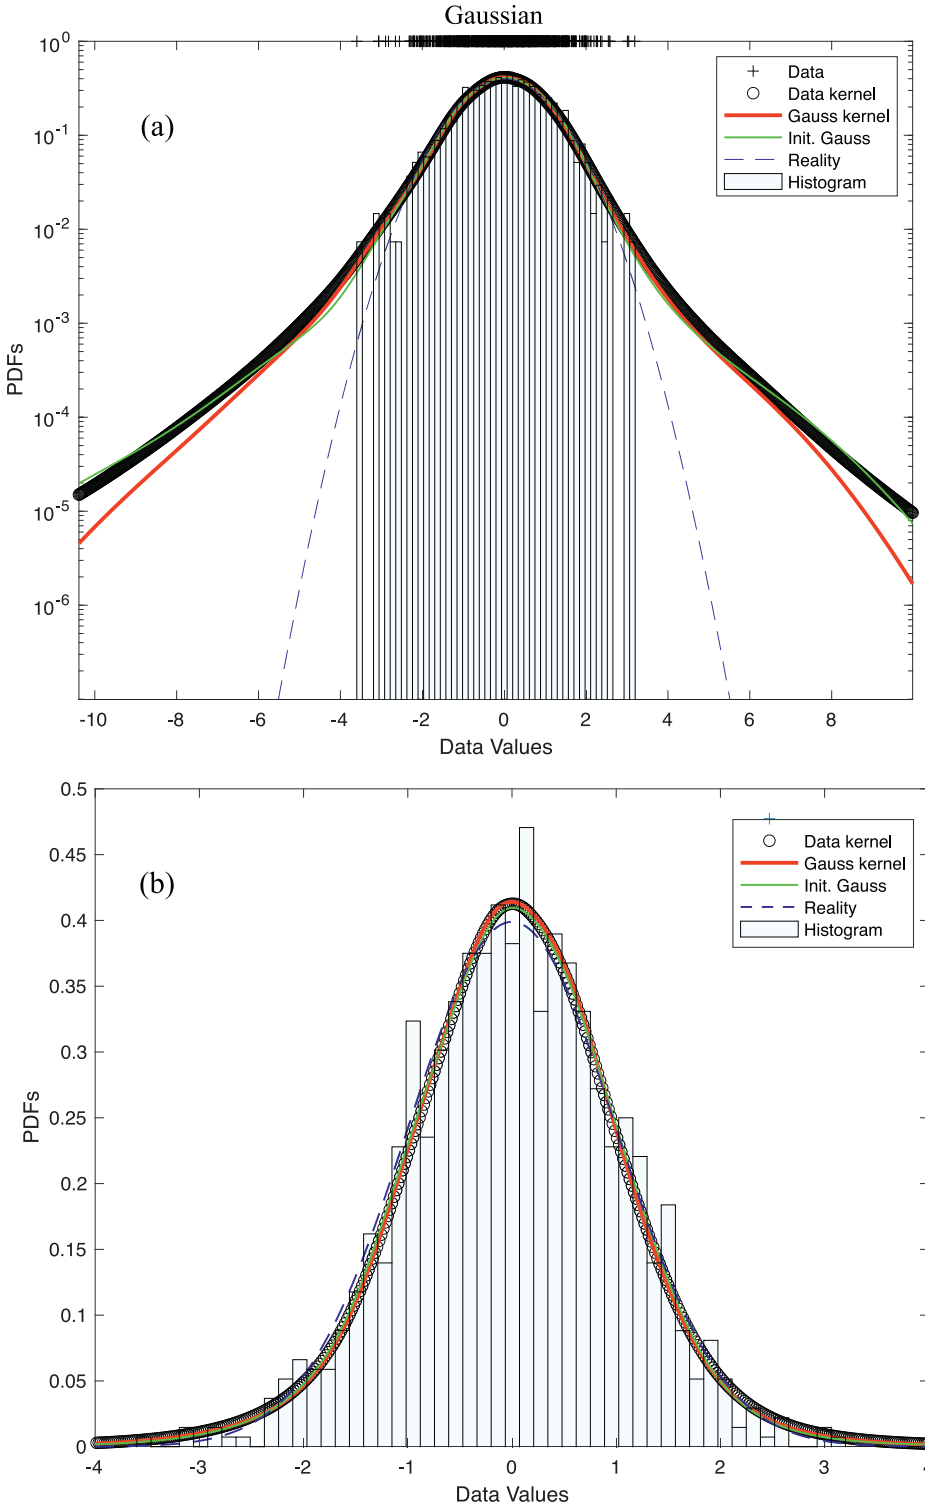 Gaussian
10^0
10^-1
10^-2
10^-3
10^-4
10^-5
10^-6
PDFs
(a)
Data
Data kernel
Gauss kernel
Init. Gauss
Reality
Histogram
-10 -8 -6 -4 -2 0 2 4 6 8
Data Values
0.5
0.45
0.4
0.35
0.3
0.25
0.2
0.15
0.1
0.05
0
PDFs
(b)
Data kernel
Gauss kernel
Init. Gauss
Reality
Histogram
-4 -3 -2 -1 0 1 2 3 4
Data Values